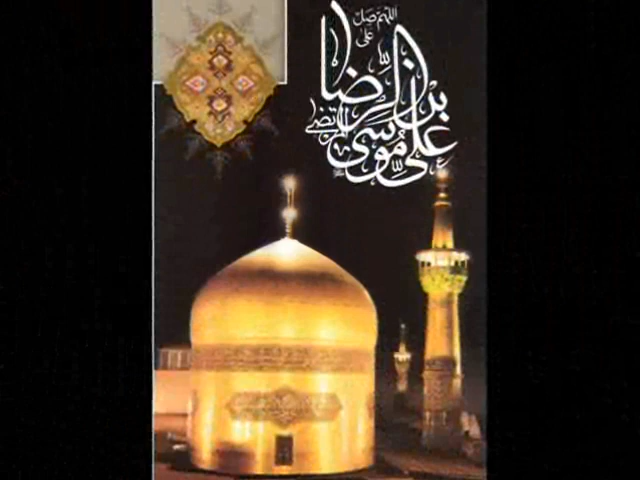 اللهم صل
علی
علی بن موسی الرضا
المرتضی